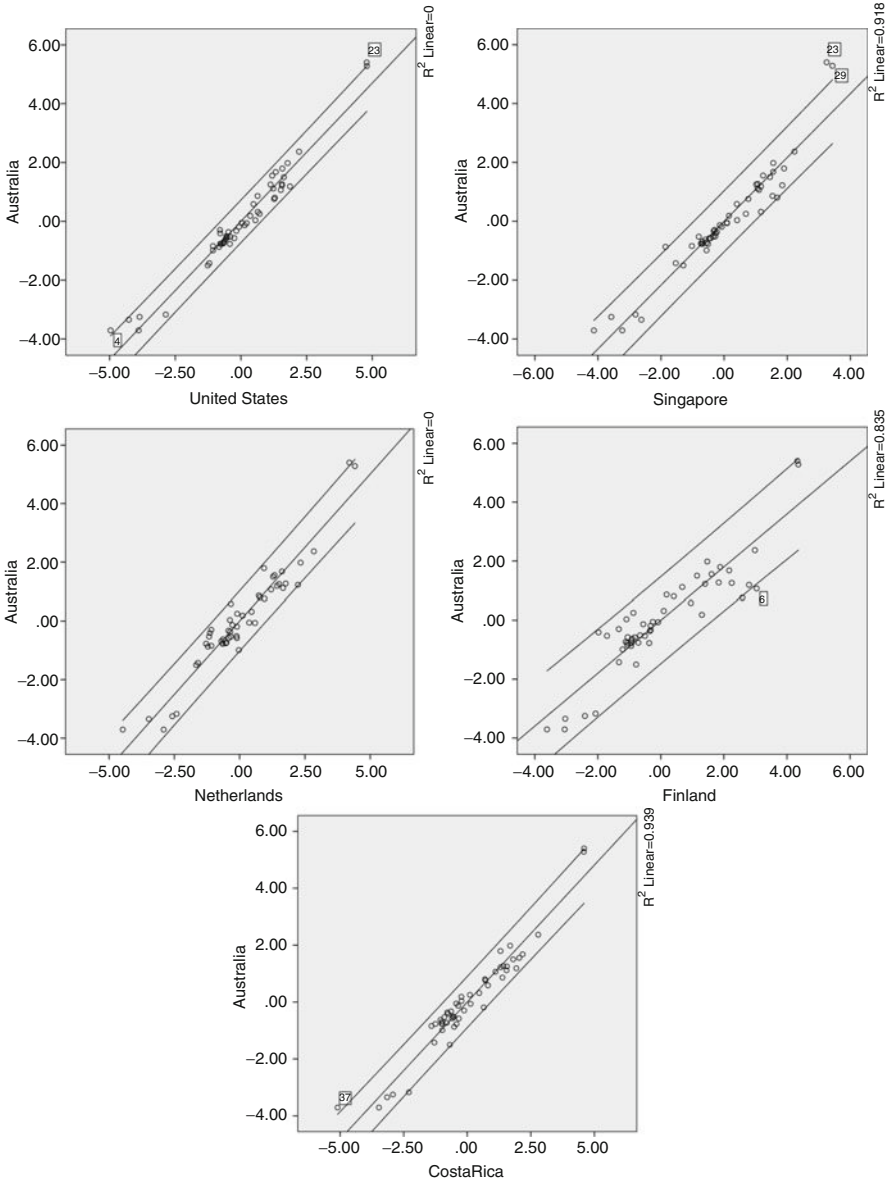 6.00
4.00
2.00
.00
−2.00
−4.00
Australia
−5.00 −2.50 .00 2.50 5.00
United States
R² Linear=0
23
4
6.00
4.00
2.00
.00
−2.00
−4.00
Australia
−6.00 −4.00 −2.00 .00 2.00 4.00
Singapore
R² Linear=0.918
23
29
6.00
4.00
2.00
.00
−2.00
−4.00
Australia
−5.00 −2.50 .00 2.50 5.00
Netherlands
R² Linear=0
6.00
4.00
2.00
.00
−2.00
−4.00
Australia
−4.00 −2.00 .00 2.00 4.00 6.00
Finland
R² Linear=0.835
6
6.00
4.00
2.00
.00
−2.00
−4.00
Australia
−5.00 −2.50 .00 2.50 5.00
CostaRica
R² Linear=0.939
37